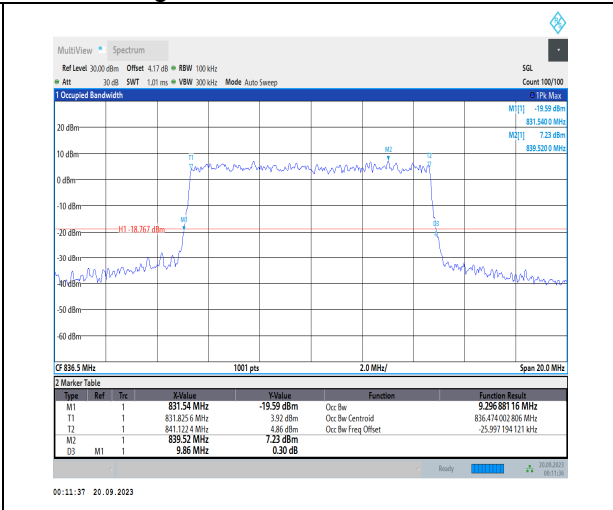 MultiView Spectrum
Ref Level 30.00 dBm Offset 4.17 dB RBW 100 kHz SGL
Att 30 dB SWT 1.01 ms VBW 300 kHz Mode Auto Sweep Count 100/100
1 Occupied Bandwidth 1Pk Max
M1[1] -19.59 dBm
831.540 0 MHz
M2[1] 7.23 dBm
839.520 0 MHz
20 dBm
10 dBm
0 dBm
-10 dBm
-20 dBm
-30 dBm
-40 dBm
-50 dBm
-60 dBm
T1
M2
T2
M1
D3
H1 -18.767 dBm
CF 836.5 MHz 1001 pts 2.0 MHz/ Span 20.0 MHz
2 Marker Table
Type Ref Trc X-Value Y-Value Function Function Result
M1 1 831.54 MHz -19.59 dBm Occ Bw 9.296 881 16 MHz
T1 1 831.825 6 MHz 3.92 dBm Occ Bw Centroid 836.474 002 806 MHz
T2 1 841.122 4 MHz 4.86 dBm Occ Bw Freq Offset -25.997 194 121 kHz
M2 1 839.52 MHz 7.23 dBm
D3 M1 1 9.86 MHz 0.30 dB
Ready 20.09.2023
00:11:36
00:11:37 20.09.2023